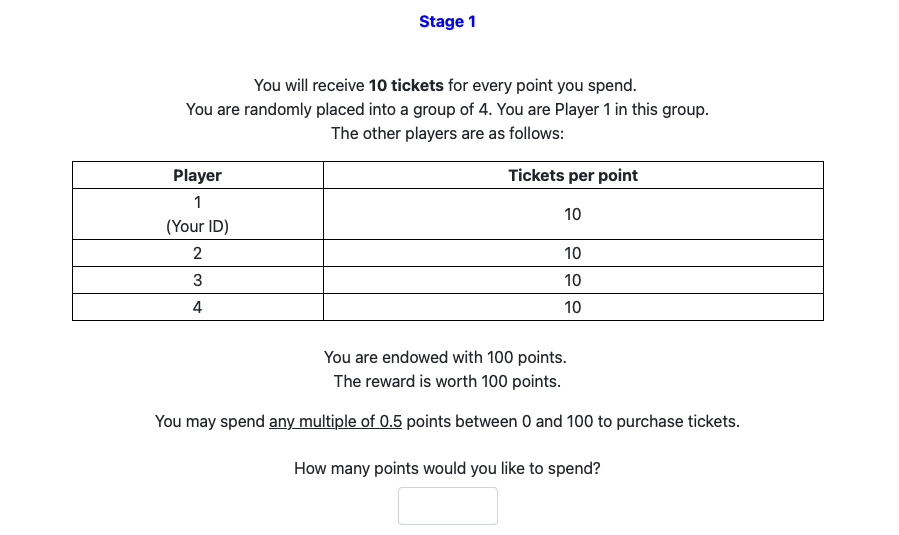 Stage 1
You will receive 10 tickets for every point you spend.
You are randomly placed into a group of 4. You are Player 1 in this group.
The other players are as follows:
Player Tickets per point
1
(Your ID) 10
2 10
3 10
4 10
You are endowed with 100 points.
The reward is worth 100 points.
You may spend any multiple of 0.5 points between 0 and 100 to purchase tickets.
How many points would you like to spend?